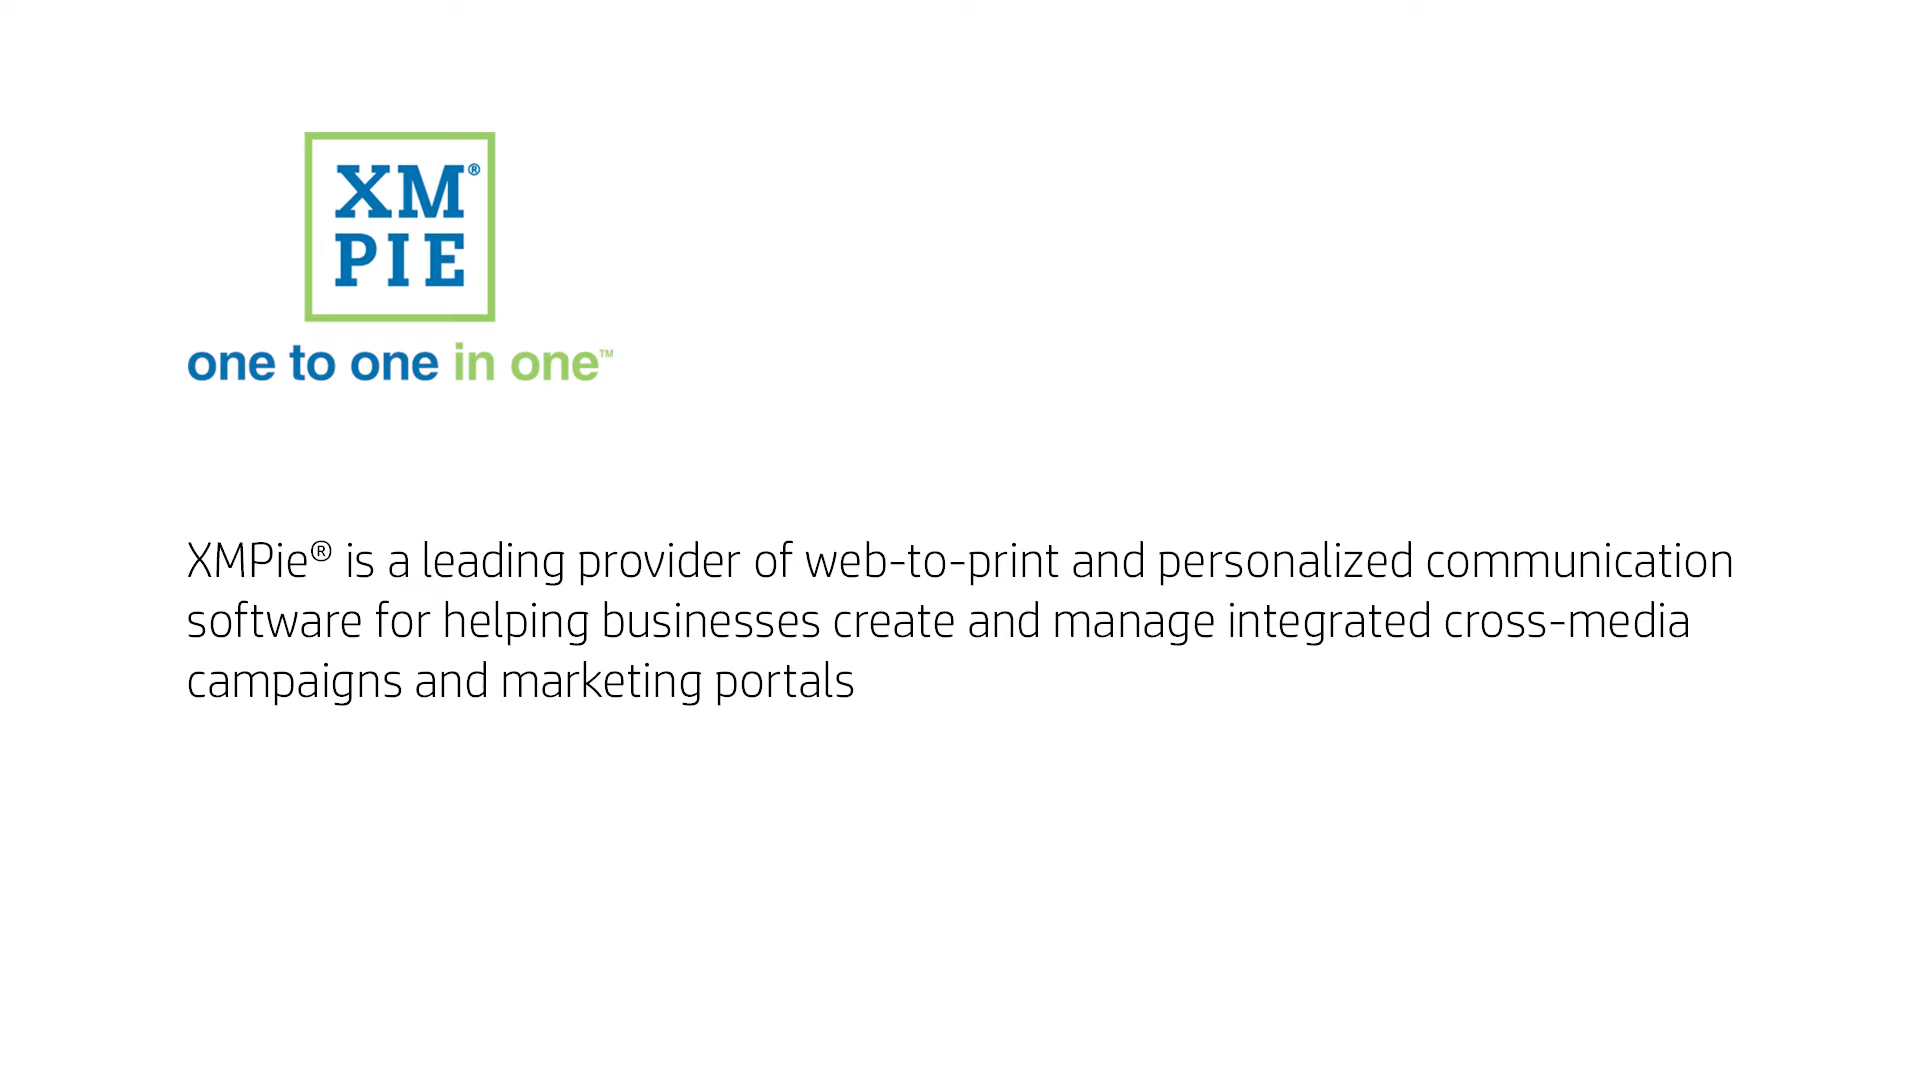 XM®
PIE
one to one in one™
XMPie® is a leading provider of web-to-print and personalized communication
software for helping businesses create and manage integrated cross-media
campaigns and marketing portals